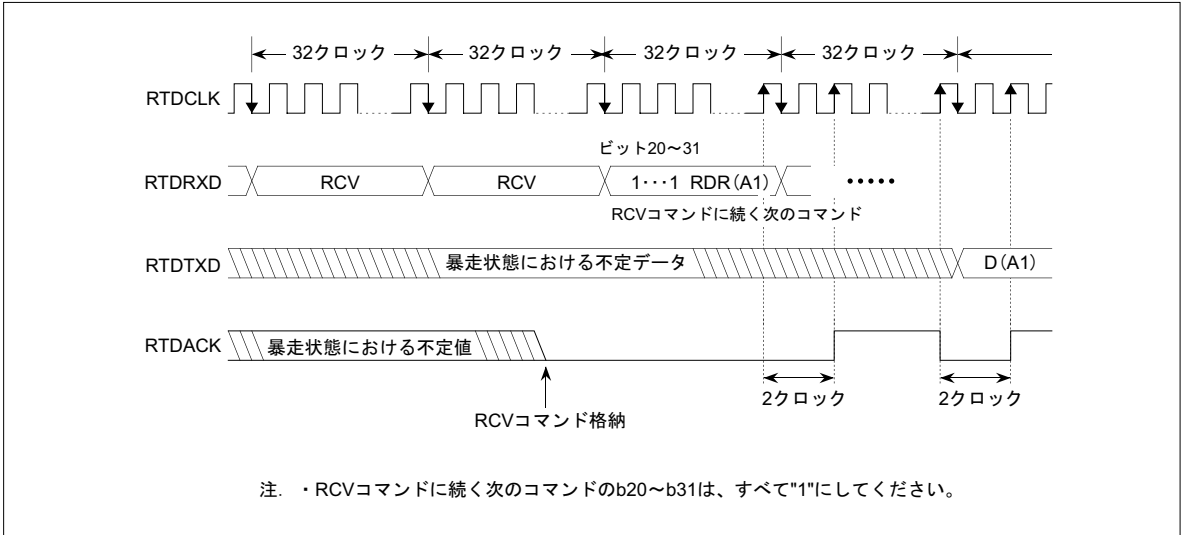 32クロック 32クロック 32クロック 32クロック
RTDCLK
ビット20～31
RTDRXD RCV RCV 1･･･1 RDR(A1) •••••
RCVコマンドに続く次のコマンド
RTDTXD 暴走状態における不定データ D(A1)
RTDACK 暴走状態における不定値
2クロック 2クロック
RCVコマンド格納
注. ・RCVコマンドに続く次のコマンドのb20～b31は、すべて"1"にしてください。